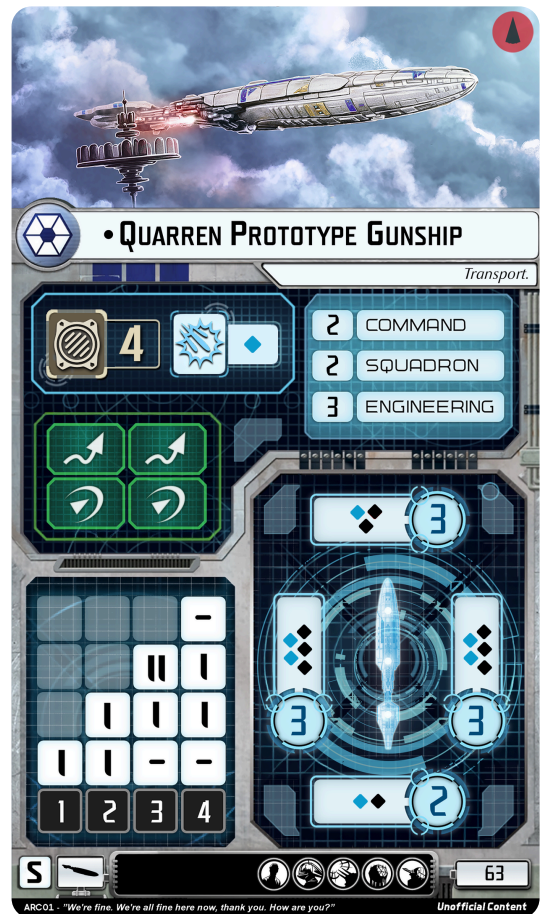 •Quarren Prototype Gunship
Transport.
4
2 COMMAND
2 SQUADRON
3 ENGINEERING
3
3 3
2
-
II I
I I I
I I - -
1 2 3 4
S 63
ARC01 - "We're fine. We're all fine here now, thank you. How are you?" Unofficial Content